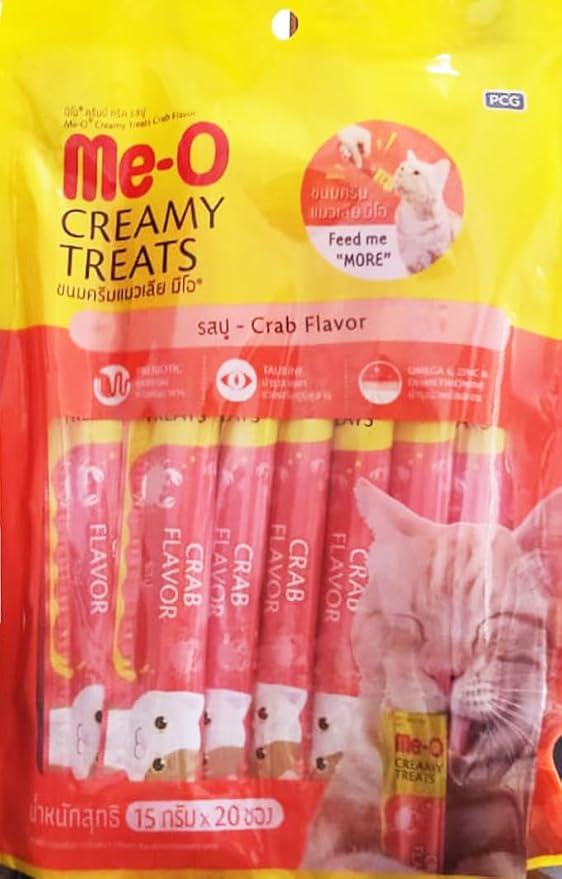 PCG
มีโอ® ครีมมี่ ทรีต รสปู
Me-O® Creamy Treats Crab Flavor
Me-O
CREAMY
TREATS
ขนมครีมแมวเลีย มีโอ®
ขนมครีม
แมวเลีย มีโอ
Feed me
"MORE"
รสปู - Crab Flavor
PREBIOTIC
TAURINE
OMEGA 6, ZINC &
CRAB
FLAVOR
CRAB
FLAVOR
CRAB
FLAVOR
CRAB
FLAVOR
FLAVOR
Me-O
CREAMY
TREATS
น้ำหนักสุทธิ 15 กรัม x 20 ซอง